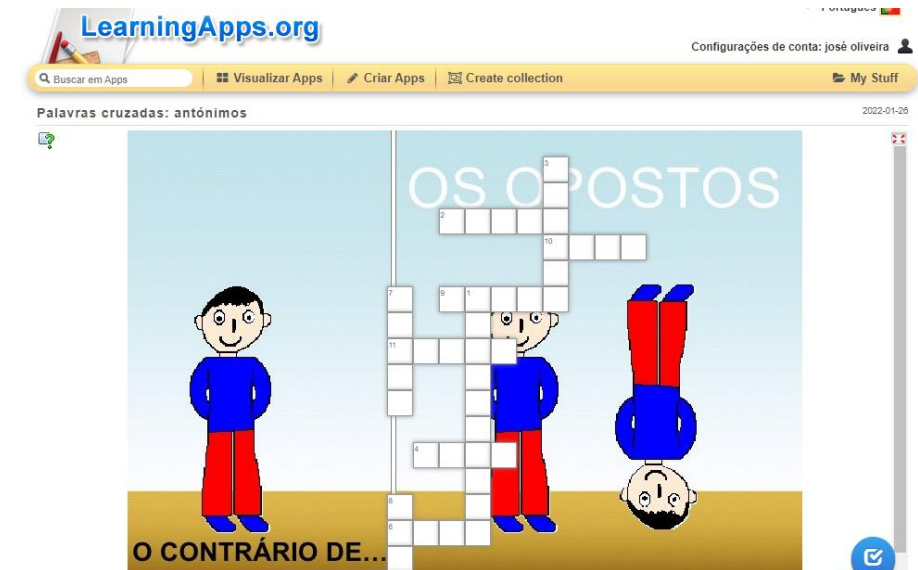 Português
LearningApps.org
Configurações de conta: josé oliveira
Buscar em Apps
Visualizar Apps
Criar Apps
Create collection
My Stuff
Palavras cruzadas: antónimos
2022-01-26
OS OPOSTOS
3
2
10
7
9
1
11
4
8
6
O CONTRÁRIO DE...